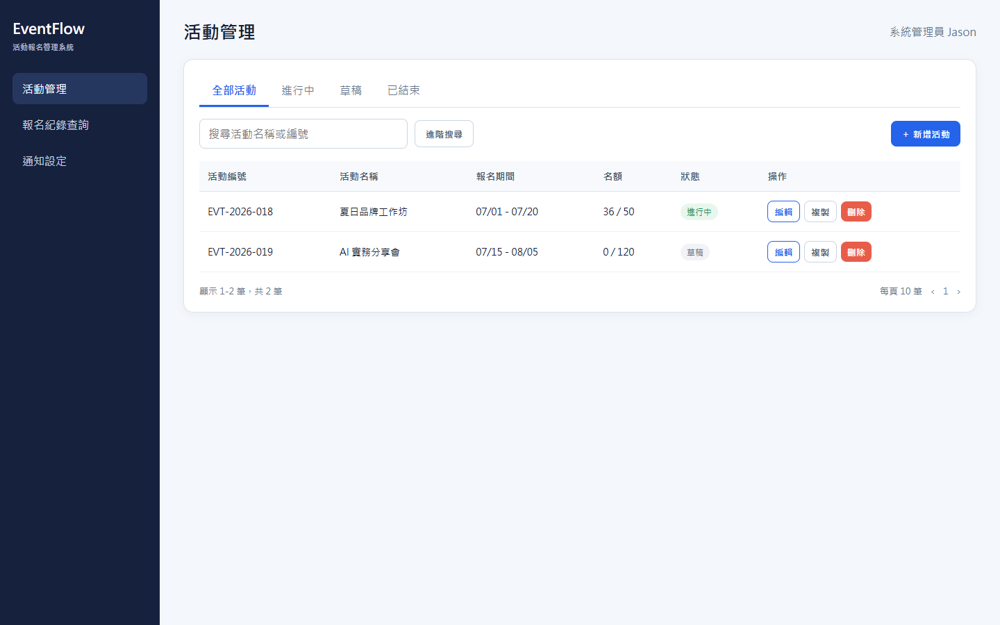 EventFlow
活動報名管理系統
活動管理
報名紀錄查詢
通知設定
活動管理
系統管理員 Jason
全部活動 進行中 草稿 已結束
搜尋活動名稱或編號 進階搜尋 + 新增活動
活動編號 活動名稱 報名期間 名額 狀態 操作
EVT-2026-018 夏日品牌工作坊 07/01 - 07/20 36 / 50 進行中 編輯 複製 刪除
EVT-2026-019 AI 實務分享會 07/15 - 08/05 0 / 120 草稿 編輯 複製 刪除
顯示 1-2 筆，共 2 筆 每頁 10 筆 ‹ 1 ›